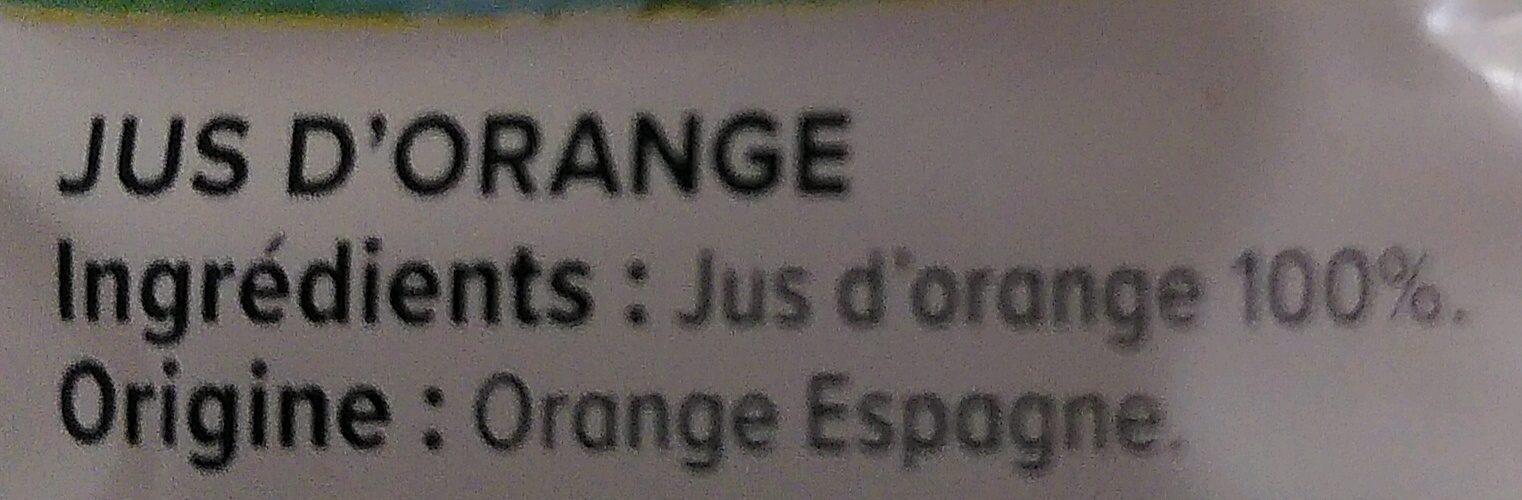 JUS D'ORANGE
Ingrédients : Jus d'orange 100%.
Origine : Orange Espagne.